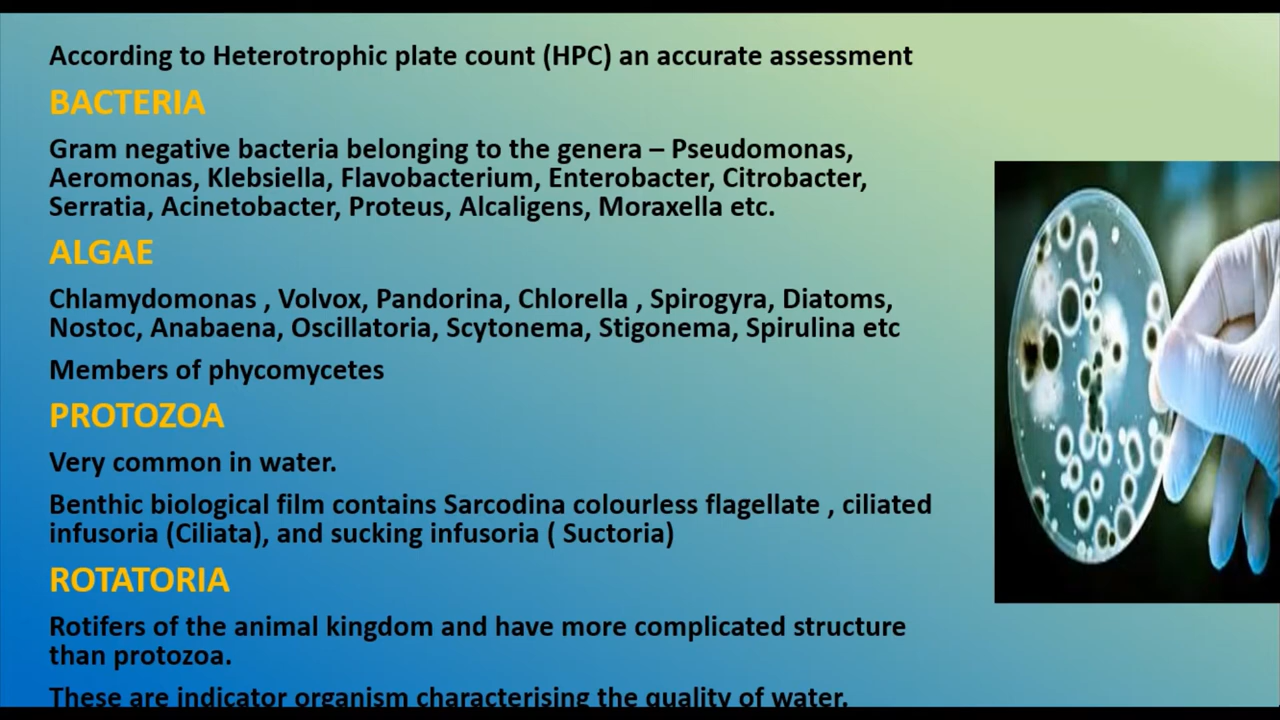 According to Heterotrophic plate count (HPC) an accurate assessment
BACTERIA
Gram negative bacteria belonging to the genera – Pseudomonas,
Aeromonas, Klebsiella, Flavobacterium, Enterobacter, Citrobacter,
Serratia, Acinetobacter, Proteus, Alcaligens, Moraxella etc.
ALGAE
Chlamydomonas , Volvox, Pandorina, Chlorella , Spirogyra, Diatoms,
Nostoc, Anabaena, Oscillatoria, Scytonema, Stigonema, Spirulina etc
Members of phycomycetes
PROTOZOA
Very common in water.
Benthic biological film contains Sarcodina colourless flagellate , ciliated
infusoria (Ciliata), and sucking infusoria ( Suctoria)
ROTATORIA
Rotifers of the animal kingdom and have more complicated structure
than protozoa.
These are indicator organism characterising the quality of water.